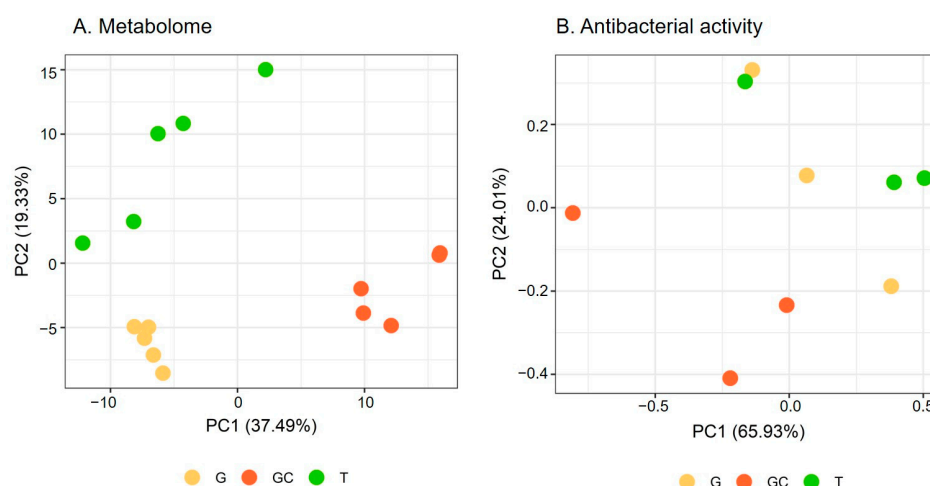 A. Metabolome
15
10
5
0
−5
−10
0
10
PC2 (19.33%)
PC1 (37.49%)
G GC T
B. Antibacterial activity
0.2
0.0
−0.2
−0.4
−0.5
0.0
0.5
PC2 (24.01%)
PC1 (65.93%)
G GC T